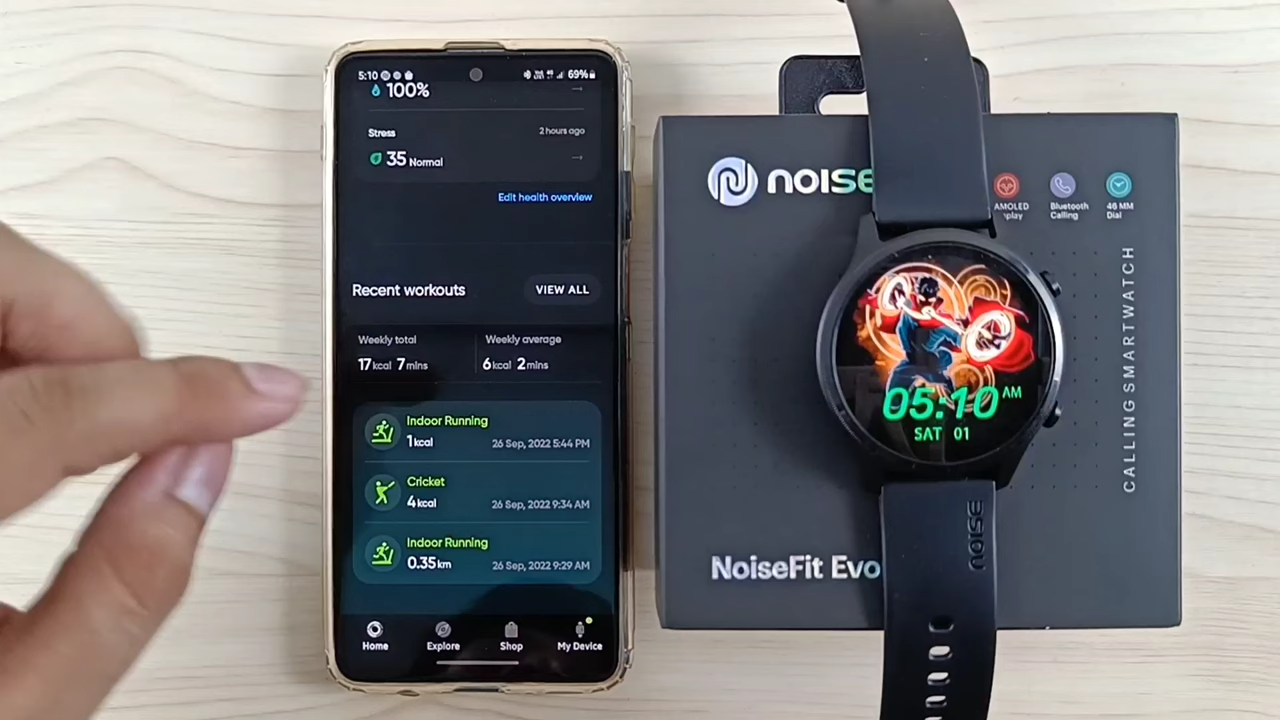 5:10
69%
100%
Stress
2 hours ago
35 Normal
Edit health overview
Recent workouts
VIEW ALL
Weekly total
Weekly average
17 kcal 7 mins
6 kcal 2 mins
Indoor Running
1 kcal
26 Sep, 2022 5:44 PM
Cricket
4 kcal
26 Sep, 2022 9:34 AM
Indoor Running
0.35 km
26 Sep, 2022 9:29 AM
Home
Explore
Shop
My Device
NOISE
AMOLED
Bluetooth
Calling
46 MM
Dial
CALLING SMARTWATCH
05:10 AM
SAT 01
NOISE
NoiseFit Evo